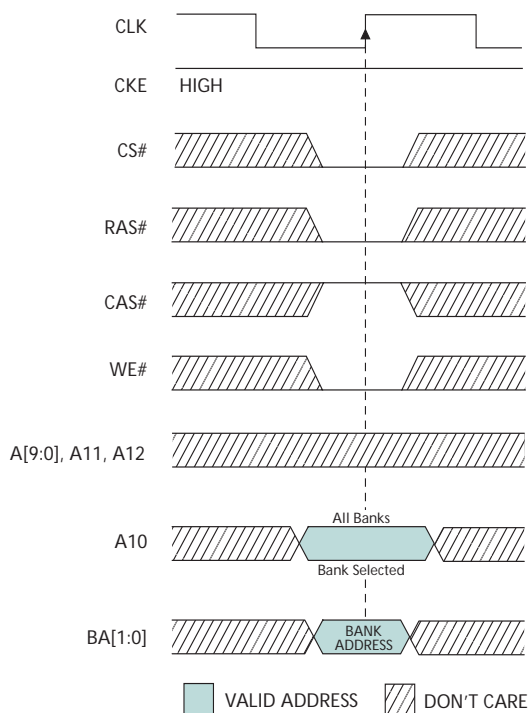 CLK
CKE HIGH
CS#
RAS#
CAS#
WE#
A[9:0], A11, A12
All Banks
A10
Bank Selected
BANK
BA[1:0]
ADDRESS
VALID ADDRESS DON'T CARE